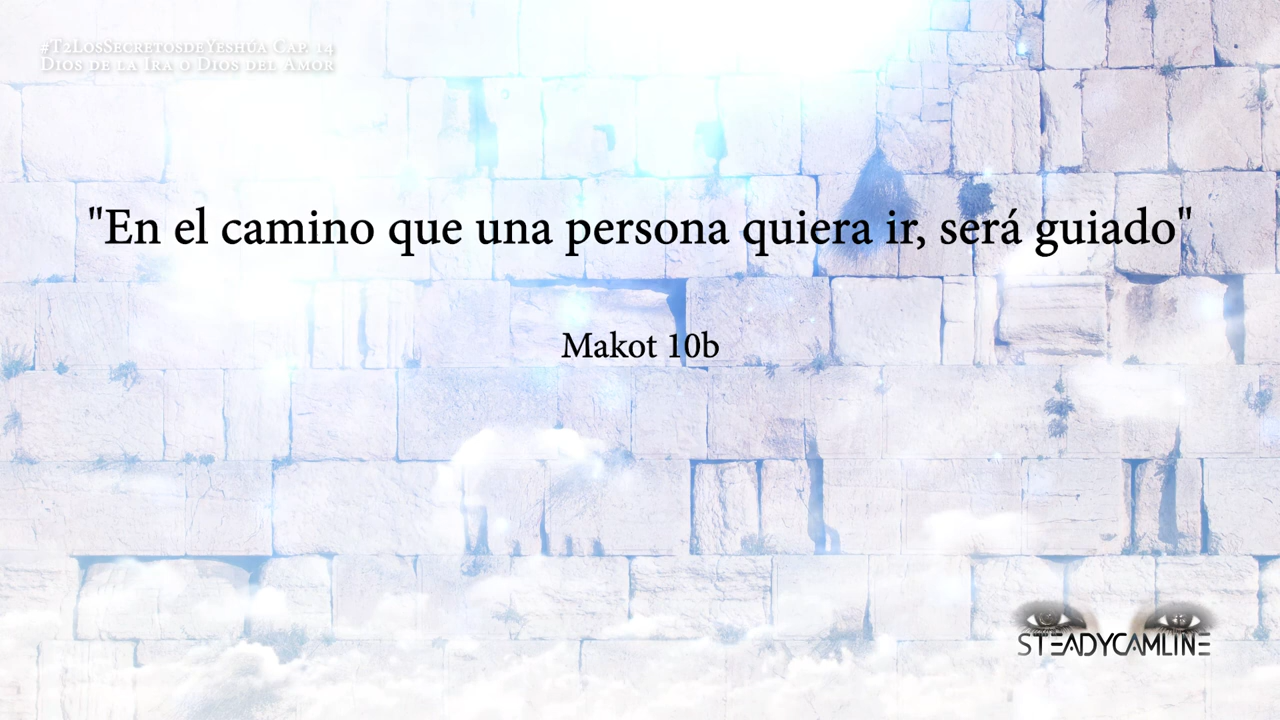 #T2LosSecretosdeYeshúa Cap. 14
Dios de la Ira o Dios del Amor
"En el camino que una persona quiera ir, será guiado"
Makot 10b
STEADYCAMLINE